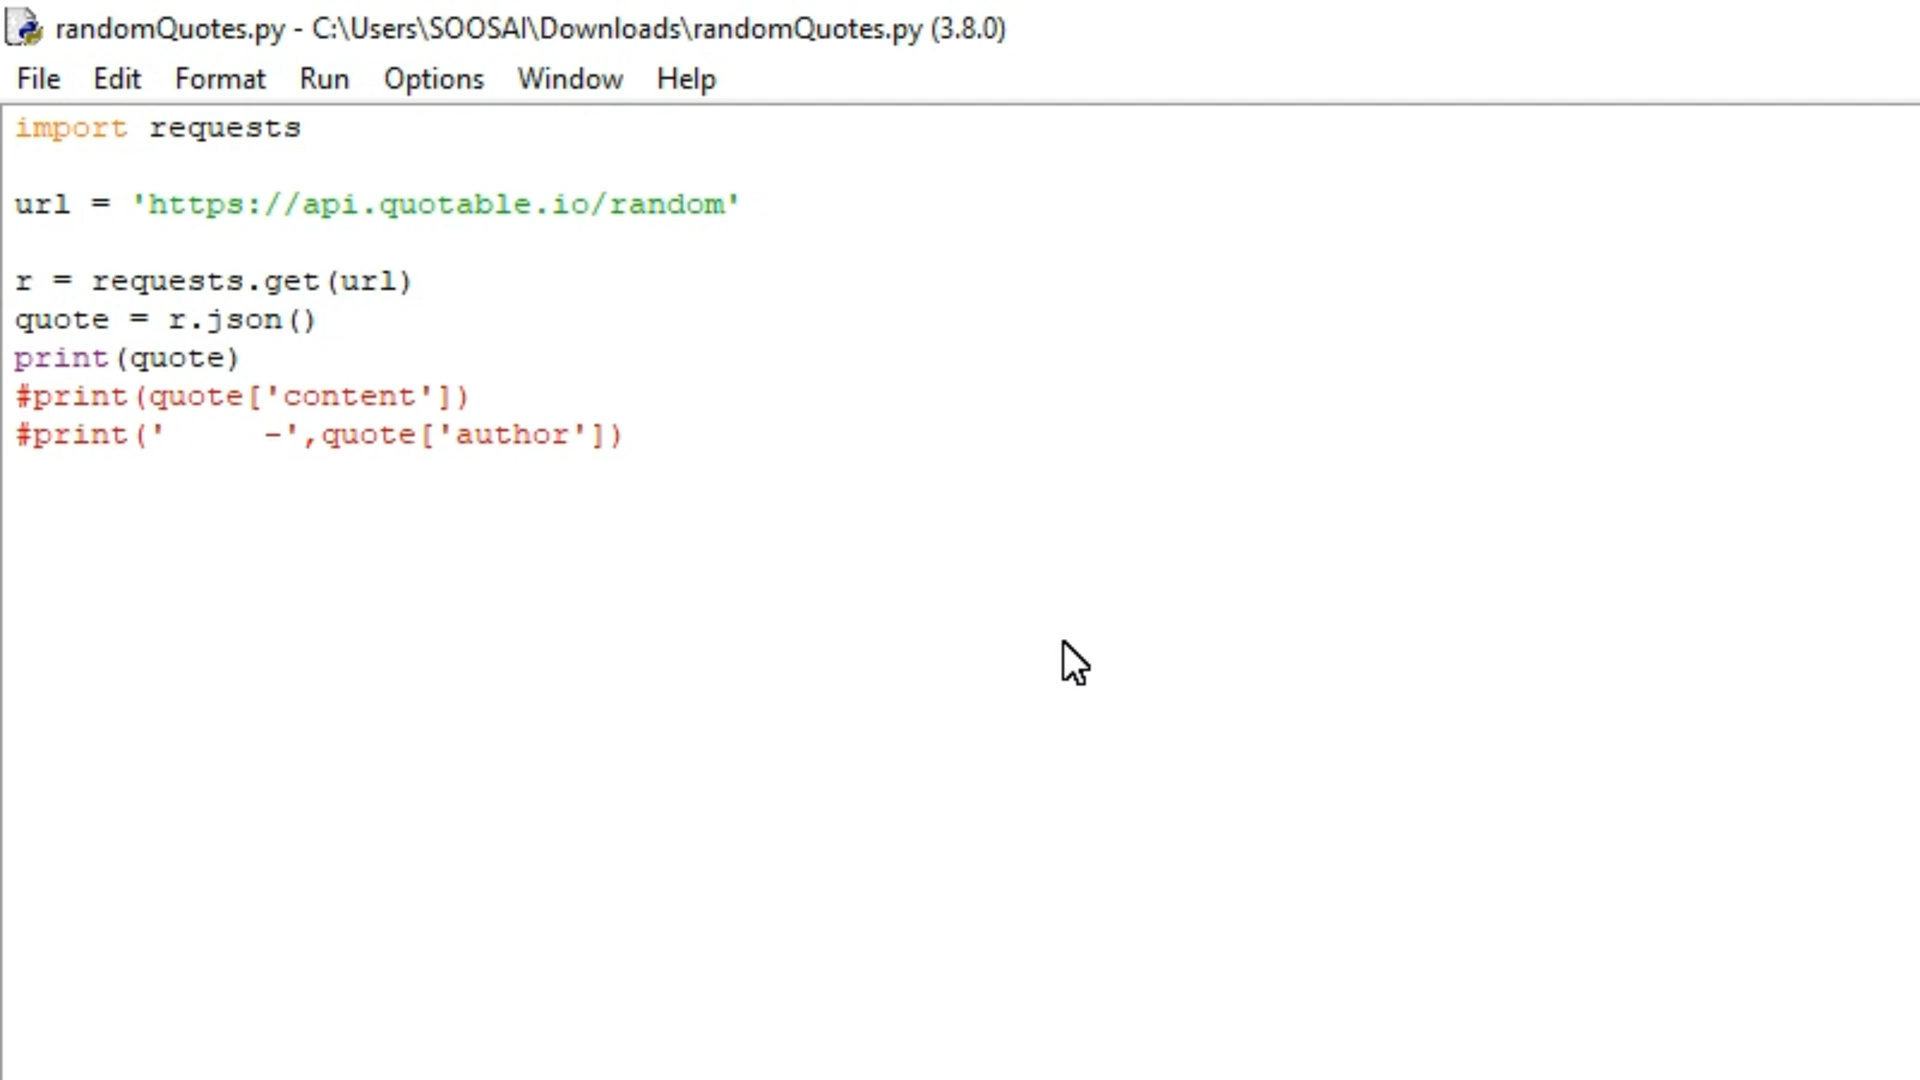 randomQuotes.py - C:\Users\SOOSAI\Downloads\randomQuotes.py (3.8.0)
File Edit Format Run Options Window Help
import requests
url = 'https://api.quotable.io/random'
r = requests.get(url)
quote = r.json()
print(quote)
#print(quote['content'])
#print('     -',quote['author'])